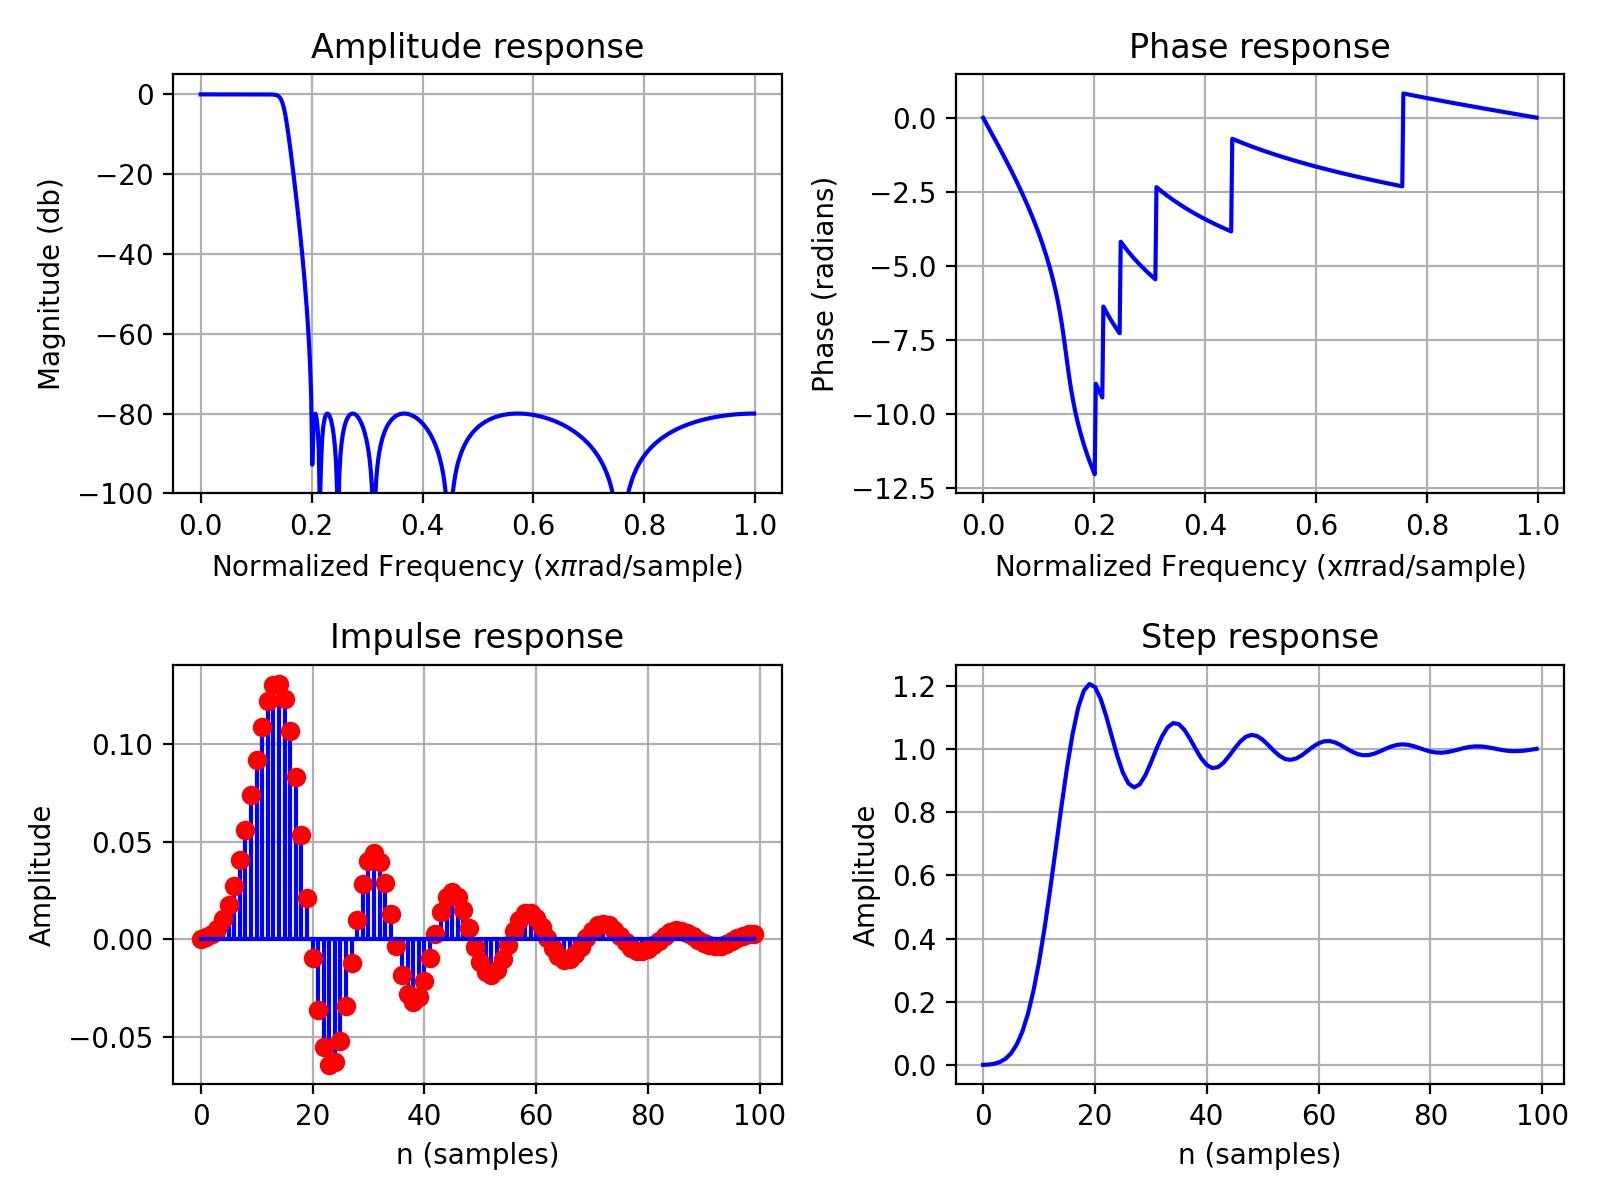 Amplitude response
0
−20
−40
−60
−80
−100
Magnitude (db)
0.0 0.2 0.4 0.6 0.8 1.0
Normalized Frequency (xπrad/sample)
Phase response
0.0
−2.5
−5.0
−7.5
−10.0
−12.5
Phase (radians)
0.0 0.2 0.4 0.6 0.8 1.0
Normalized Frequency (xπrad/sample)
Impulse response
0.10
0.05
0.00
−0.05
Amplitude
0 20 40 60 80 100
n (samples)
Step response
1.2
1.0
0.8
0.6
0.4
0.2
0.0
Amplitude
0 20 40 60 80 100
n (samples)